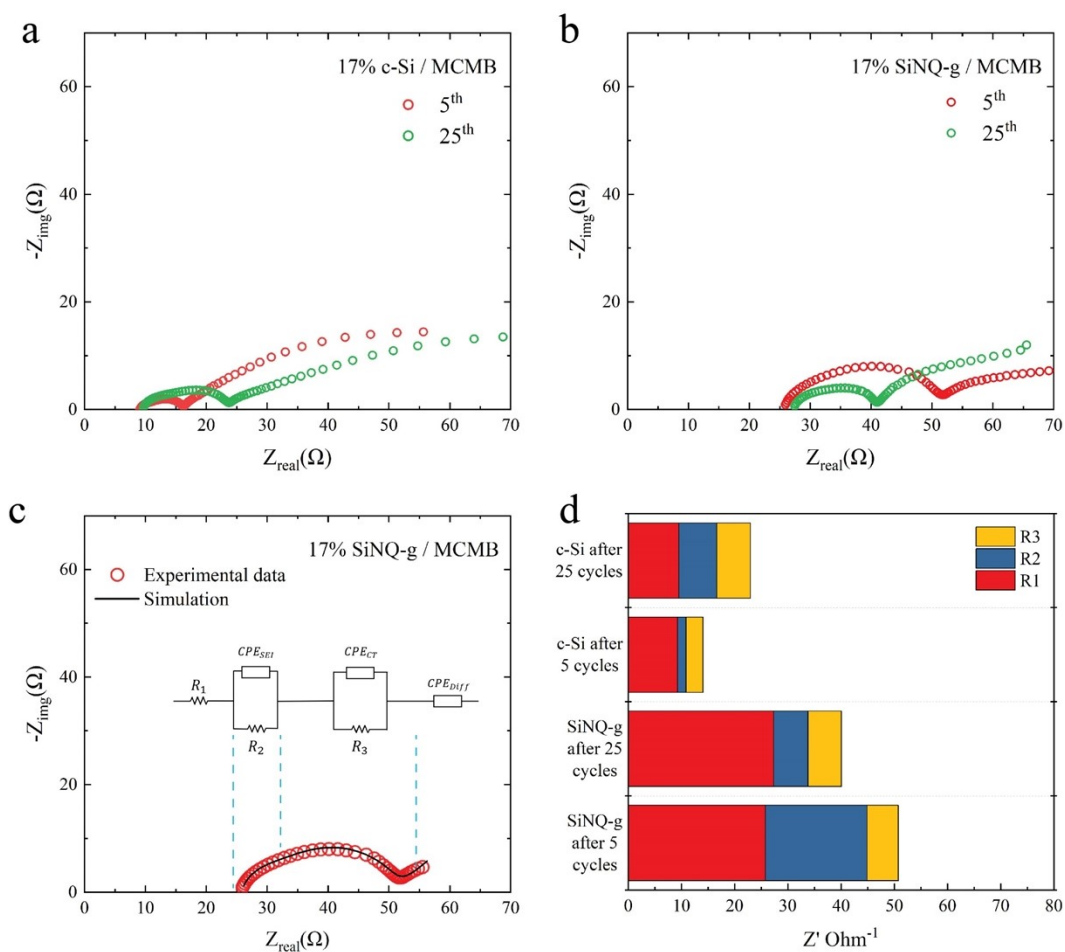 a
17% c-Si / MCMB
5th
25th
-Zimg(Ω)
60
40
20
0
0 10 20 30 40 50 60 70
Zreal(Ω)
b
17% SiNQ-g / MCMB
5th
25th
-Zimg(Ω)
60
40
20
0
0 10 20 30 40 50 60 70
Zreal(Ω)
c
17% SiNQ-g / MCMB
Experimental data
Simulation
CPESEI
CPECT
CPEDiff
R1
R2
R3
-Zimg(Ω)
60
40
20
0
0 10 20 30 40 50 60 70
Zreal(Ω)
d
R3
R2
R1
c-Si after
25 cycles
c-Si after
5 cycles
SiNQ-g
after 25
cycles
SiNQ-g
after 5
cycles
0 10 20 30 40 50 60 70 80
Z' Ohm-1